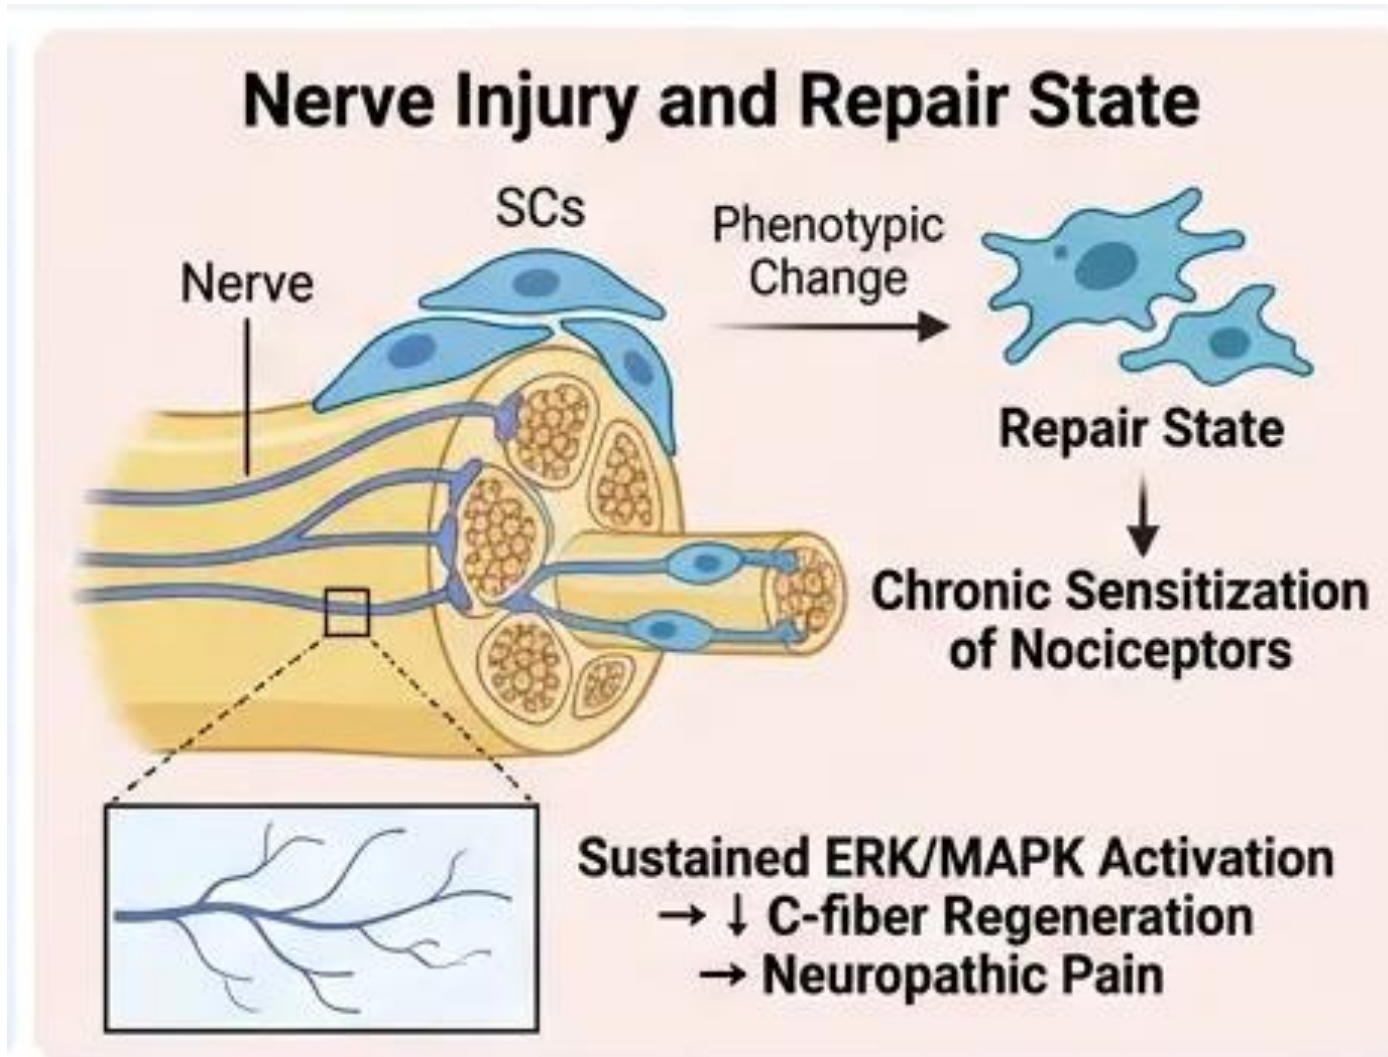 Nerve Injury and Repair State
SCs
Phenotypic
Change
Nerve
Repair State
Chronic Sensitization
of Nociceptors
Sustained ERK/MAPK Activation
→ ↓ C-fiber Regeneration
→ Neuropathic Pain